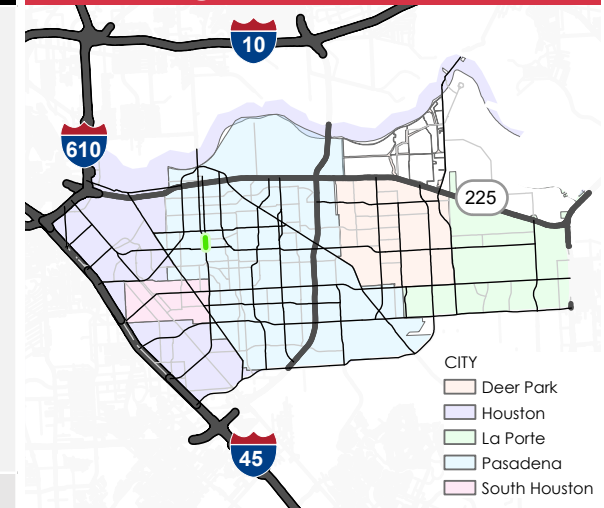 10
610
225
CITY
Deer Park
Houston
La Porte
Pasadena
South Houston
45